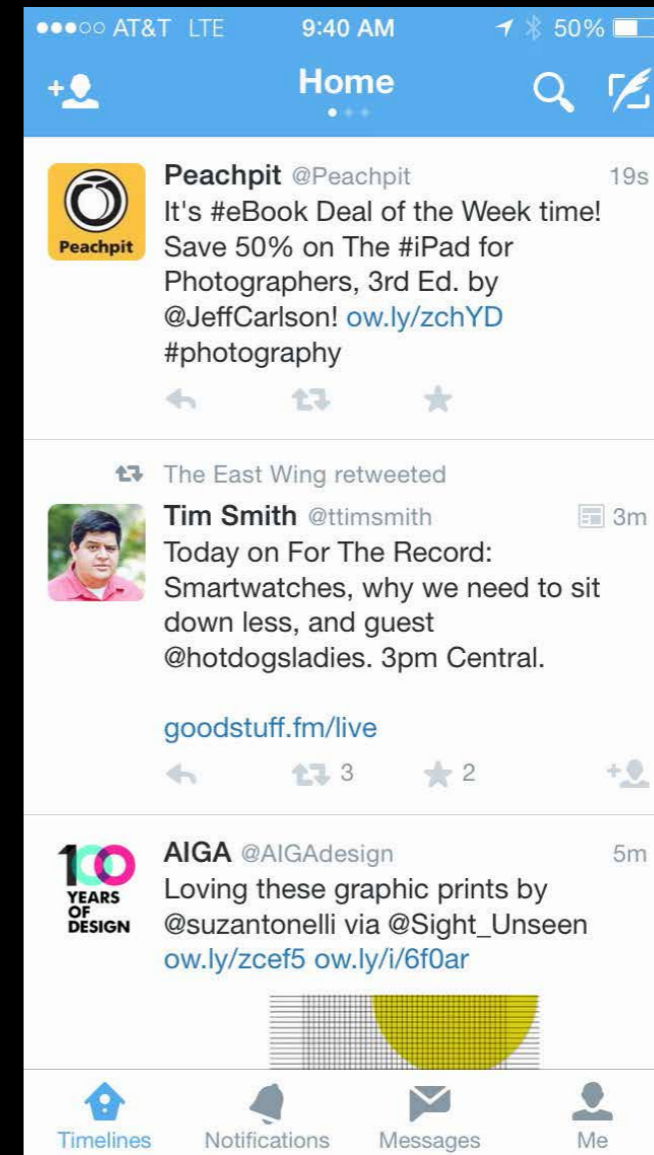 AT&T LTE 9:40 AM 50%
Home
Peachpit @Peachpit 19s
Peachpit
It's #eBook Deal of the Week time!
Save 50% on The #iPad for
Photographers, 3rd Ed. by
@JeffCarlson! ow.ly/zchYD
#photography
The East Wing retweeted
Tim Smith @ttimsmith 3m
Today on For The Record:
Smartwatches, why we need to sit
down less, and guest
@hotdogsladies. 3pm Central.
goodstuff.fm/live
3 2
AIGA @AIGAdesign 5m
100
YEARS
OF
DESIGN
Loving these graphic prints by
@suzantonelli via @Sight_Unseen
ow.ly/zcef5 ow.ly/i/6f0ar
Timelines Notifications Messages Me